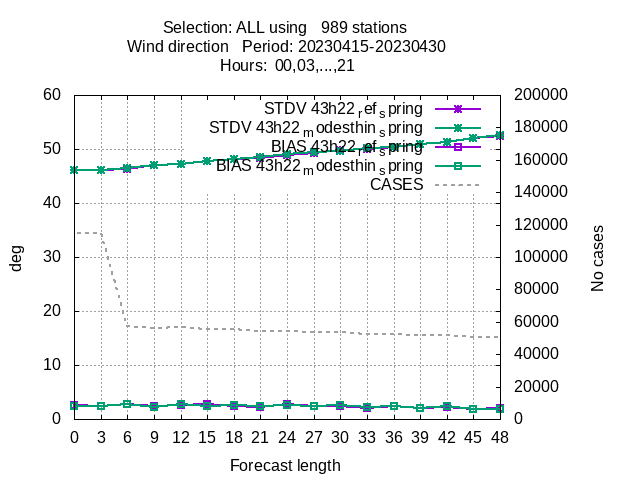 Selection: ALL using   989 stations
Wind direction   Period: 20230415-20230430
Hours:  00,03,...,21
60 200000
STDV 43h22_ref_spring
180000
STDV 43h22_modesthin_spring
50 BIAS 43h22_ref_spring
160000
BIAS 43h22_modesthin_spring
CASES
140000
40
120000
30 100000
80000
20
60000
40000
10
20000
0 0
deg
No cases
0 3 6 9 12 15 18 21 24 27 30 33 36 39 42 45 48
Forecast length